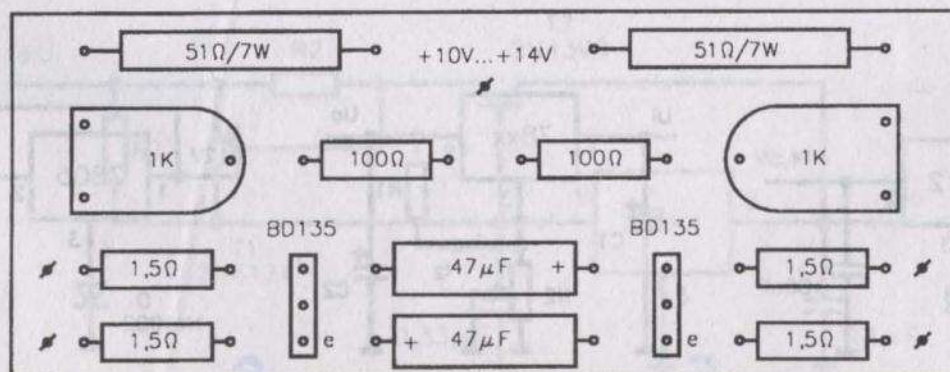 51Ω/7W 51Ω/7W
+10V...+14V
1K 100Ω 100Ω 1K
BD135 BD135
1,5Ω 47µF + 1,5Ω
1,5Ω e + 47µF e 1,5Ω